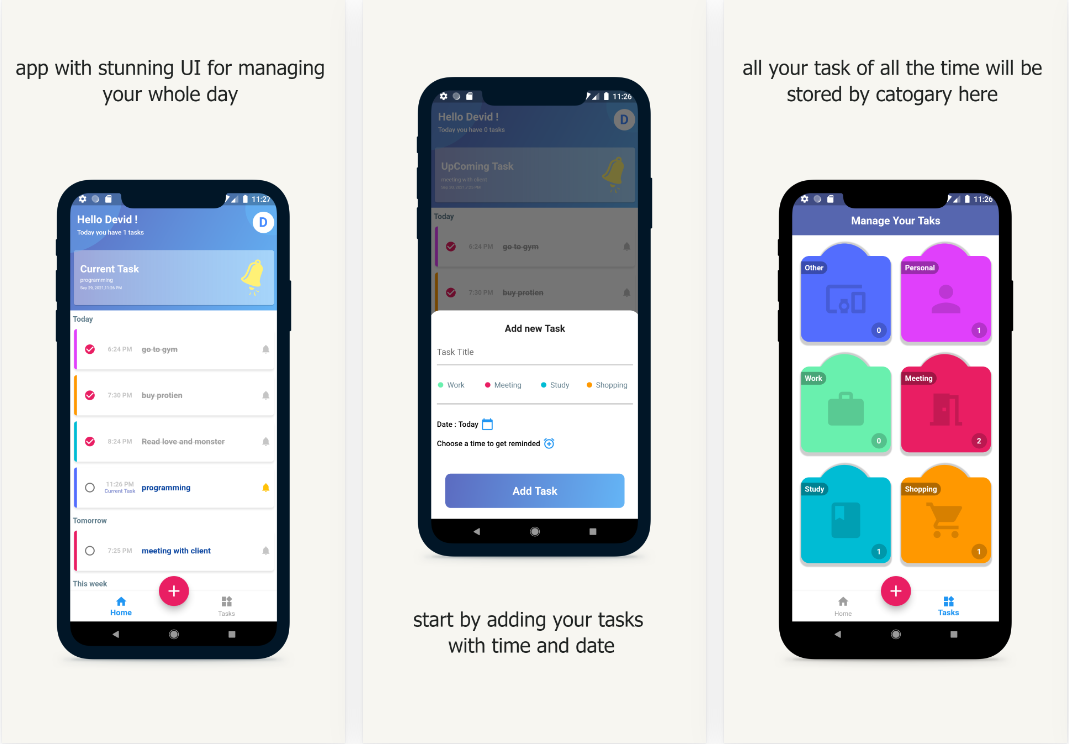 app with stunning UI for managing
your whole day
11:27
Hello Devid !
D
Today you have 1 tasks
Current Task
programming
Today
6:24 PM go to gym
7:30 PM buy protien
8:24 PM Read love and monster
11:26 PM programming
Current Task
Tomorrow
7:25 PM meeting with client
This week
+
Home Tasks
11:26
Hello Devid !
D
Today you have 0 tasks
UpComing Task
meeting with client
Today
6:24 PM go to gym
7:30 PM buy protien
Add new Task
Task Title
Work Meeting Study Shopping
Date : Today
Choose a time to get reminded
Add Task
start by adding your tasks
with time and date
all your task of all the time will be
stored by catogary here
11:26
Manage Your Taks
Other Personal
0 1
Work Meeting
0 2
Study Shopping
1 1
+
Home Tasks